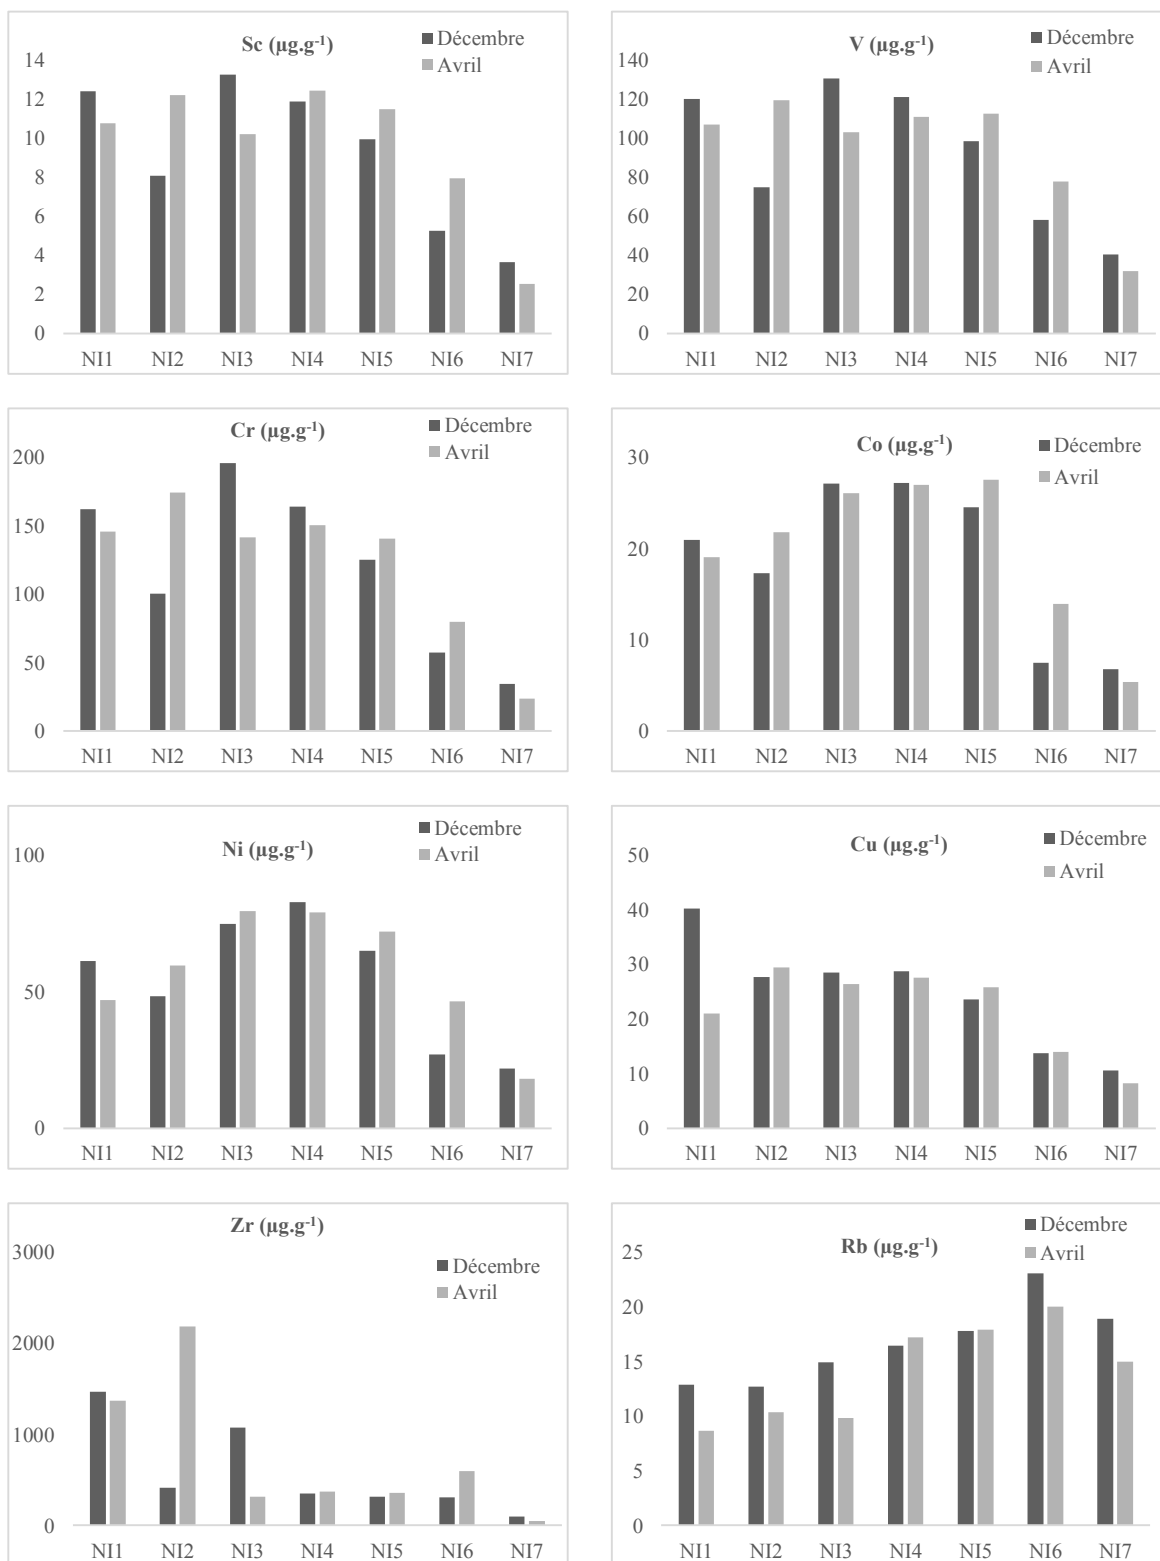 Sc (µg.g-1)
Décembre
Avril
14
12
10
8
6
4
2
0
NI1 NI2 NI3 NI4 NI5 NI6 NI7
V (µg.g-1)
Décembre
Avril
140
120
100
80
60
40
20
0
NI1 NI2 NI3 NI4 NI5 NI6 NI7
Cr (µg.g-1)
Décembre
Avril
200
150
100
50
0
NI1 NI2 NI3 NI4 NI5 NI6 NI7
Co (µg.g-1)
Décembre
Avril
30
20
10
0
NI1 NI2 NI3 NI4 NI5 NI6 NI7
Ni (µg.g-1)
Décembre
Avril
100
50
0
NI1 NI2 NI3 NI4 NI5 NI6 NI7
Cu (µg.g-1)
Décembre
Avril
50
40
30
20
10
0
NI1 NI2 NI3 NI4 NI5 NI6 NI7
Zr (µg.g-1)
Décembre
Avril
3000
2000
1000
0
NI1 NI2 NI3 NI4 NI5 NI6 NI7
Rb (µg.g-1)
Décembre
Avril
25
20
15
10
5
0
NI1 NI2 NI3 NI4 NI5 NI6 NI7